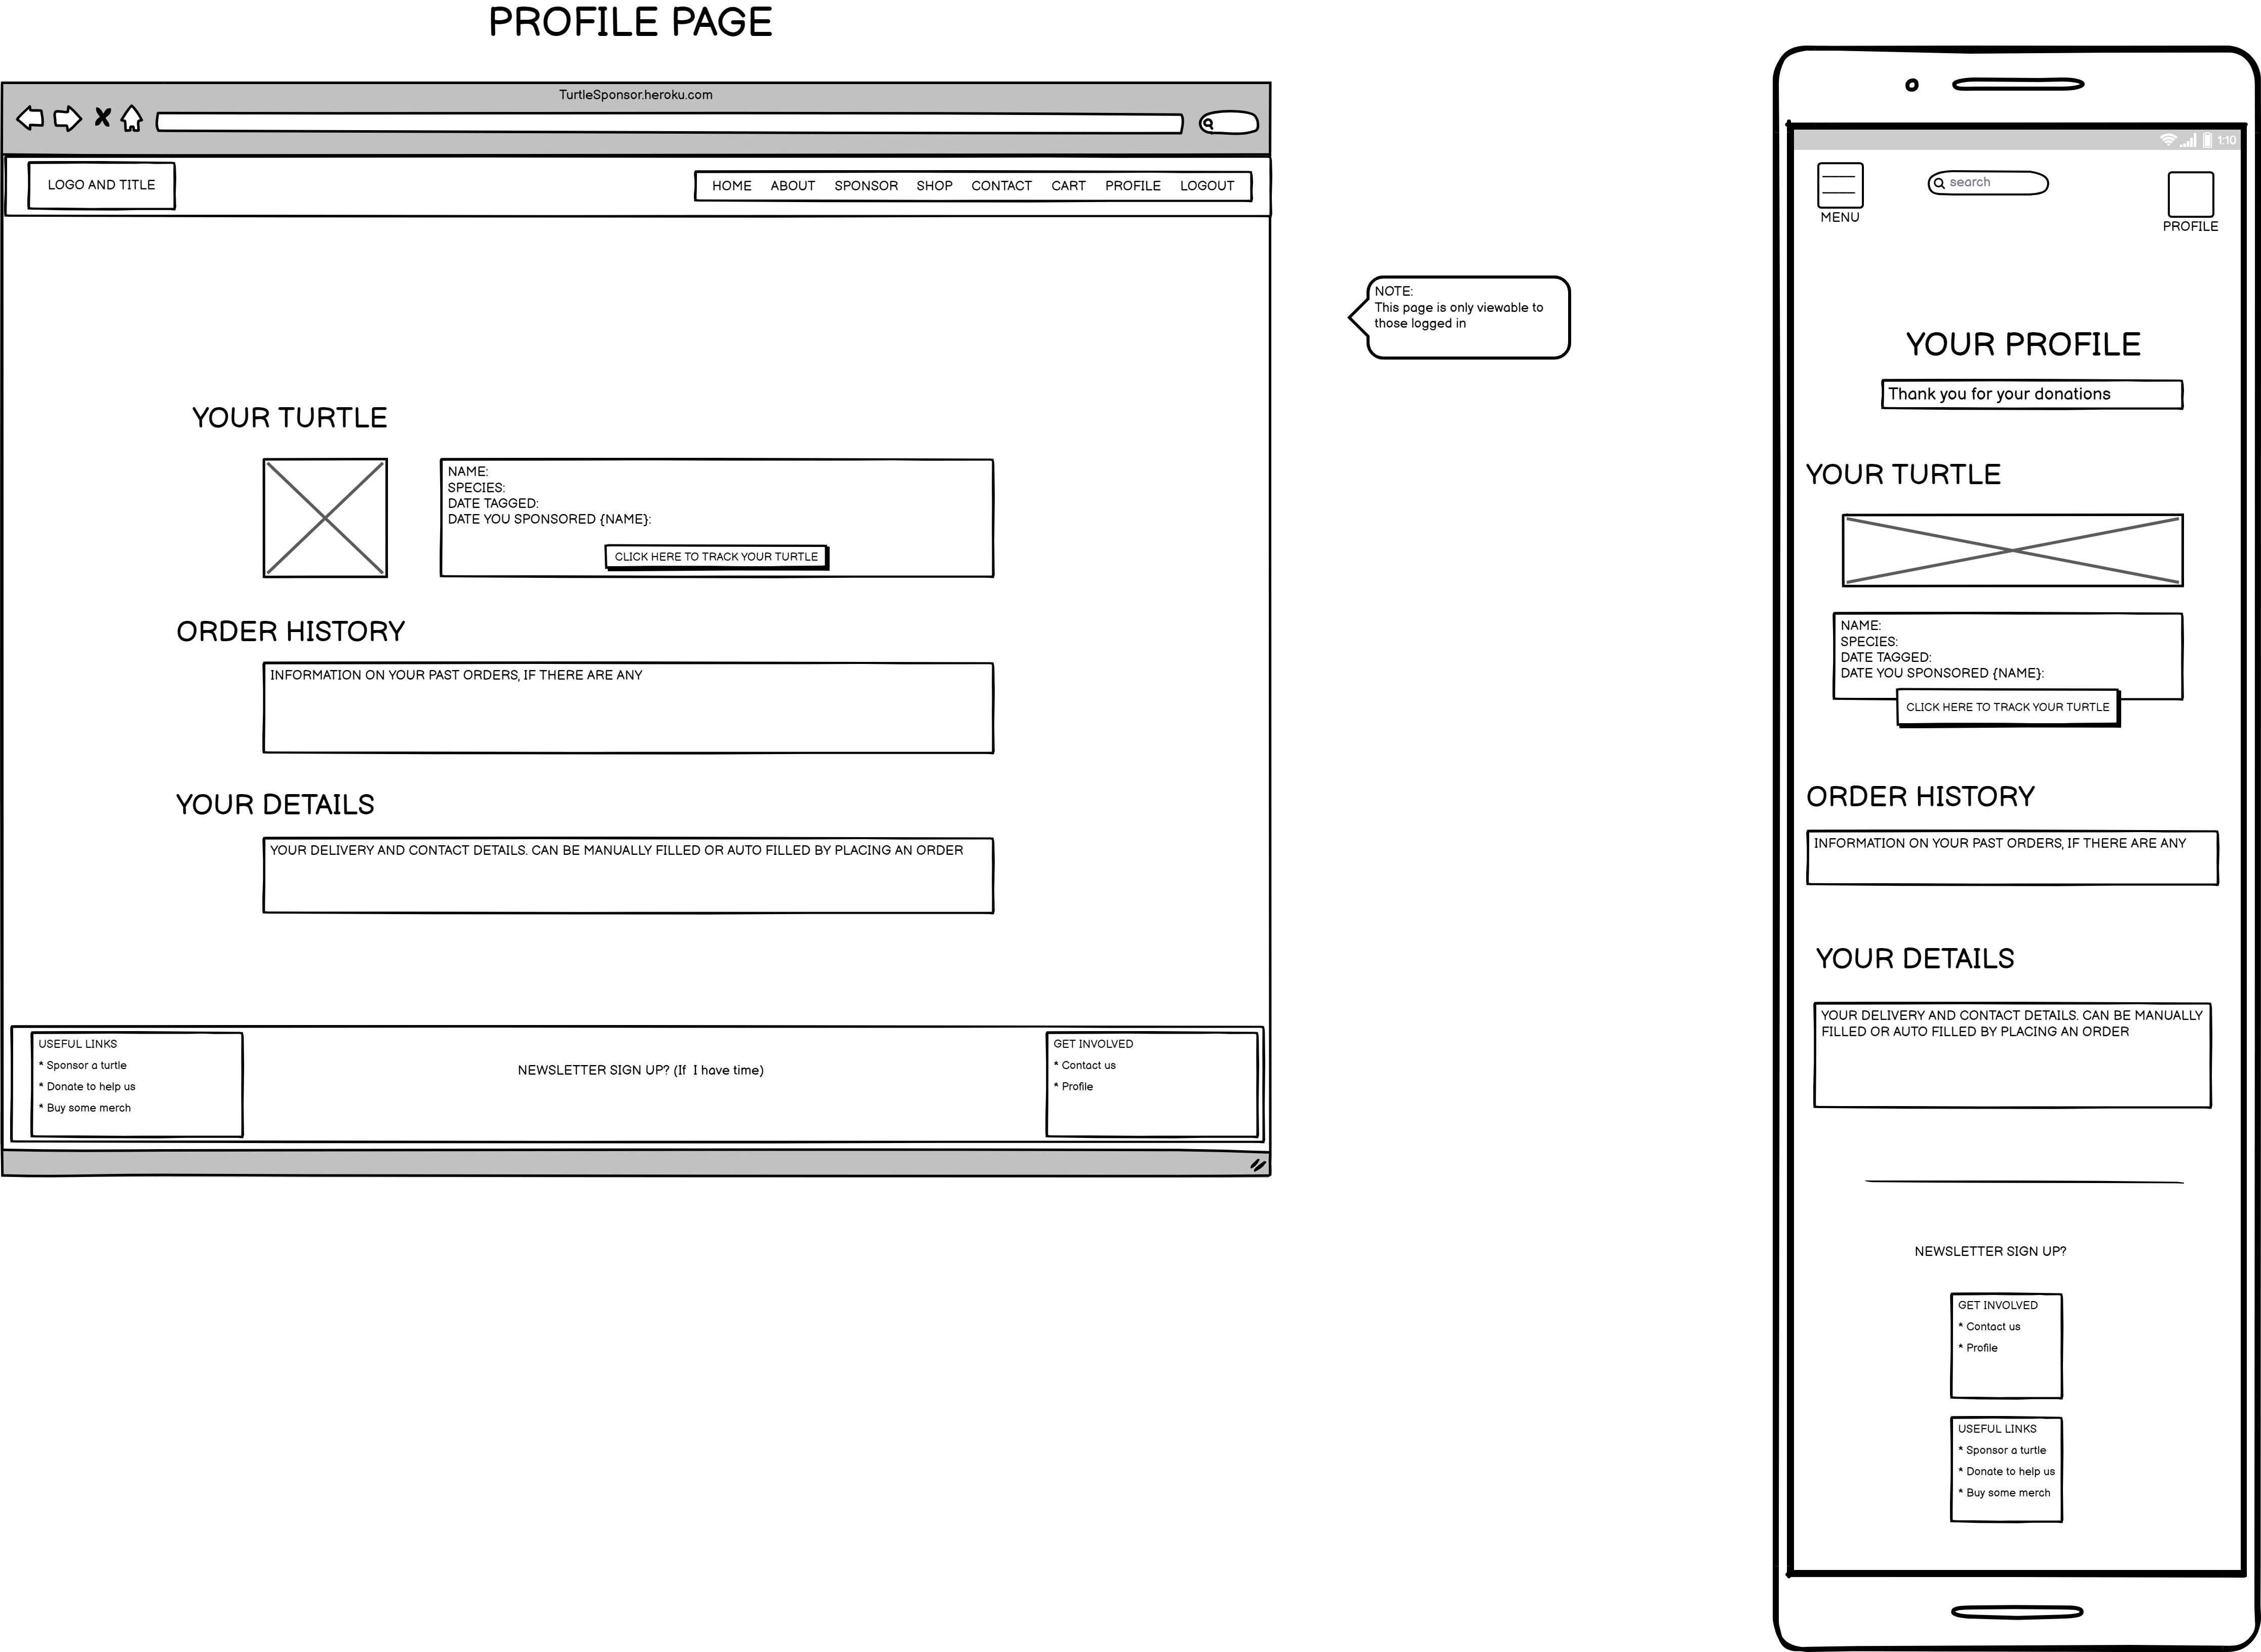 PROFILE PAGE
TurtleSponsor.heroku.com
LOGO AND TITLE
HOME ABOUT SPONSOR SHOP CONTACT CART PROFILE LOGOUT
NOTE:
This page is only viewable to
those logged in
YOUR TURTLE
NAME:
SPECIES:
DATE TAGGED:
DATE YOU SPONSORED {NAME}:
CLICK HERE TO TRACK YOUR TURTLE
ORDER HISTORY
INFORMATION ON YOUR PAST ORDERS, IF THERE ARE ANY
YOUR DETAILS
YOUR DELIVERY AND CONTACT DETAILS. CAN BE MANUALLY FILLED OR AUTO FILLED BY PLACING AN ORDER
USEFUL LINKS
* Sponsor a turtle
* Donate to help us
* Buy some merch
NEWSLETTER SIGN UP? (If I have time)
GET INVOLVED
* Contact us
* Profile
1:10
MENU
search
PROFILE
YOUR PROFILE
Thank you for your donations
YOUR TURTLE
NAME:
SPECIES:
DATE TAGGED:
DATE YOU SPONSORED {NAME}:
CLICK HERE TO TRACK YOUR TURTLE
ORDER HISTORY
INFORMATION ON YOUR PAST ORDERS, IF THERE ARE ANY
YOUR DETAILS
YOUR DELIVERY AND CONTACT DETAILS. CAN BE MANUALLY
FILLED OR AUTO FILLED BY PLACING AN ORDER
NEWSLETTER SIGN UP?
GET INVOLVED
* Contact us
* Profile
USEFUL LINKS
* Sponsor a turtle
* Donate to help us
* Buy some merch